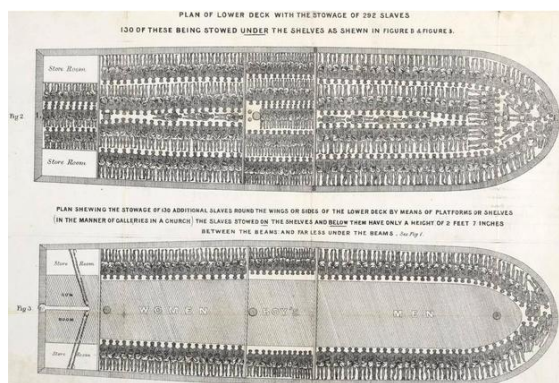 PLAN OF LOWER DECK WITH THE STOWAGE OF 292 SLAVES
130 OF THESE BEING STOWED UNDER THE SHELVES AS SHEWN IN FIGURE 5 & FIGURE 3.
Store Room
Fig 2
Store Room
PLAN SHEWING THE STOWAGE OF 130 ADDITIONAL SLAVES ROUND THE WINGS OR SIDES OF THE LOWER DECK BY MEANS OF PLATFORMS OR SHELVES
(IN THE MANNER OF GALLERIES IN A CHURCH) THE SLAVES STOWED ON THE SHELVES AND BELOW THEM HAVE ONLY A HEIGHT OF 2 FEET 7 INCHES
BETWEEN THE BEAMS AND FAR LESS UNDER THE BEAMS. See Fig 1.
Store Room
GUN
Fig 3
WOMEN BOY'S MEN
ROOM
Store Room